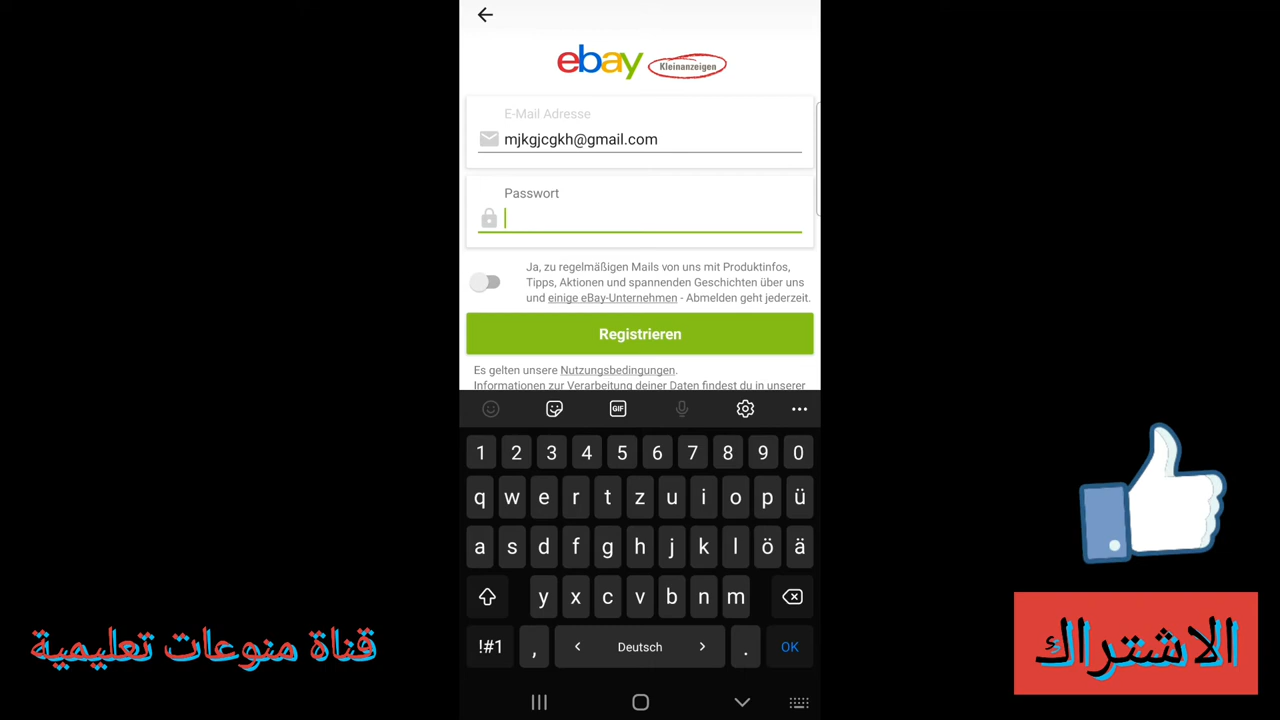 ebay Kleinanzeigen
E-Mail Adresse
mjkgjcgkh@gmail.com
Passwort
Ja, zu regelmäßigen Mails von uns mit Produktinfos,
Tipps, Aktionen und spannenden Geschichten über uns
und einige eBay-Unternehmen - Abmelden geht jederzeit.
Registrieren
Es gelten unsere Nutzungsbedingungen.
Informationen zur Verarbeitung deiner Daten findest du in unserer
GIF
1 2 3 4 5 6 7 8 9 0
q w e r t z u i o p ü
a s d f g h j k l ö ä
y x c v b n m
!#1 , < Deutsch > . OK
قناة منوعات تعليمية
الاشتراك